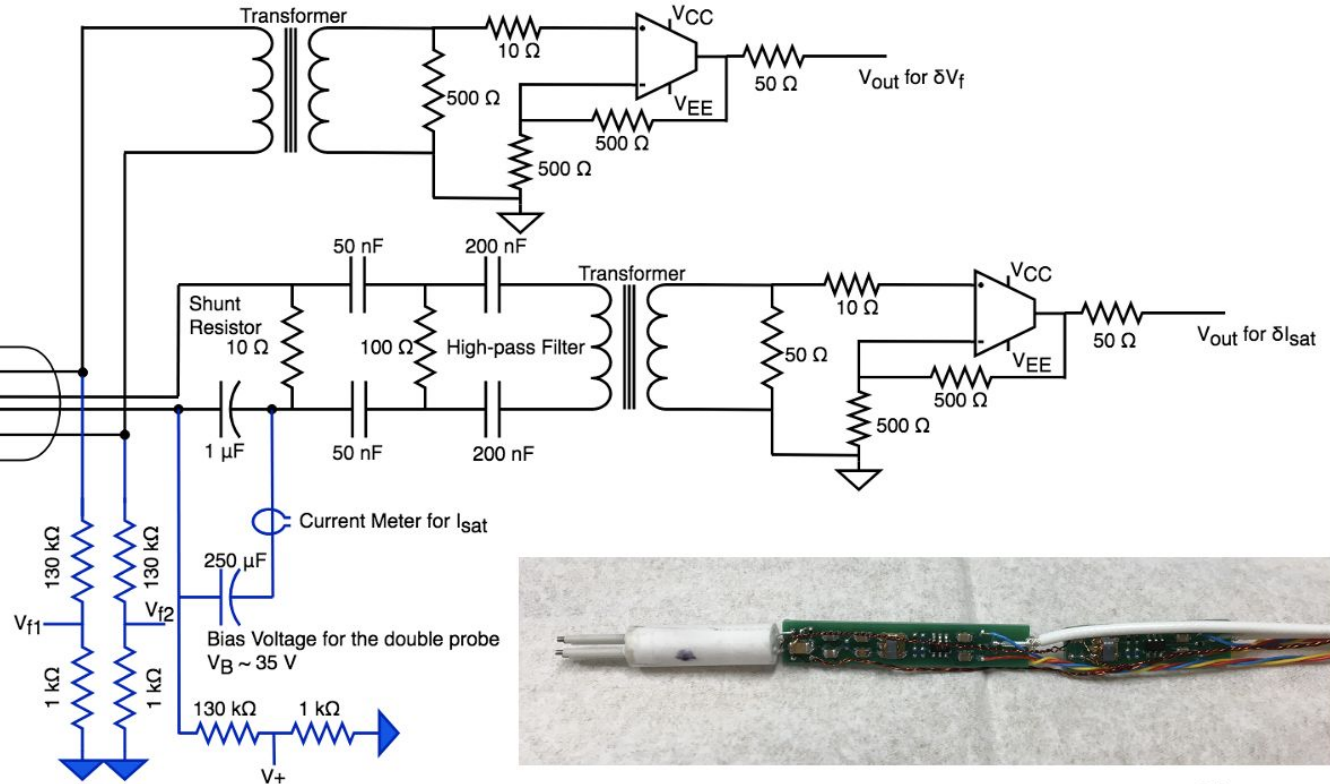 Transformer
VCC
10 Ω
500 Ω
50 Ω
Vout for δVf
VEE
500 Ω
500 Ω
50 nF
200 nF
Transformer
VCC
Shunt
Resistor
10 Ω
100 Ω
High-pass Filter
10 Ω
50 Ω
50 Ω
Vout for δIsat
VEE
500 Ω
500 Ω
1 µF
50 nF
200 nF
Current Meter for Isat
130 kΩ
130 kΩ
250 µF
Vf1
Vf2
Bias Voltage for the double probe
VB ~ 35 V
1 kΩ
1 kΩ
130 kΩ
1 kΩ
V+